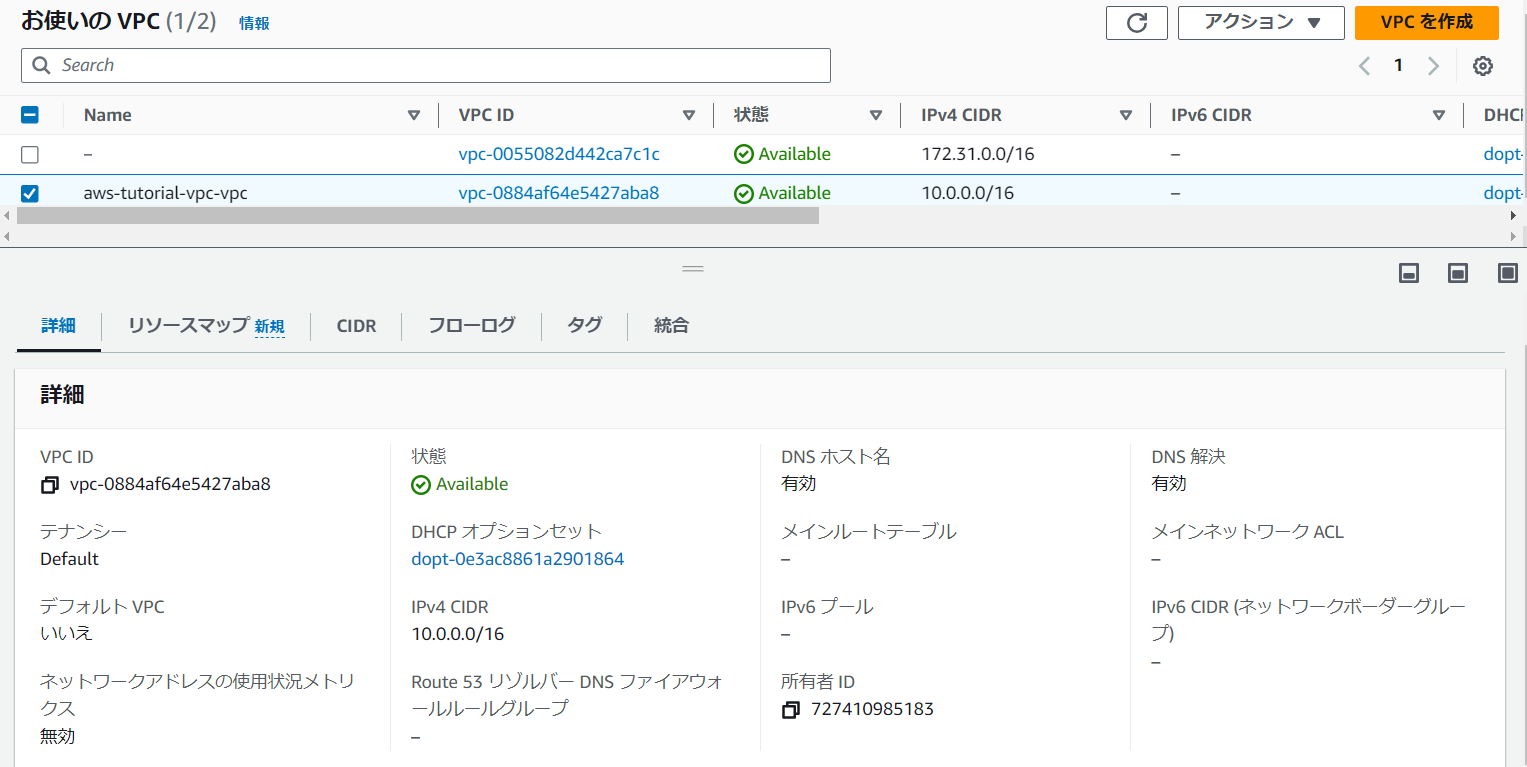 お使いの VPC (1/2) 情報
アクション
VPC を作成
Search
1
Name VPC ID 状態 IPv4 CIDR IPv6 CIDR DHC
– vpc-0055082d442ca7c1c Available 172.31.0.0/16 – dopt-
aws-tutorial-vpc-vpc vpc-0884af64e5427aba8 Available 10.0.0.0/16 – dopt-
詳細 リソースマップ 新規 CIDR フローログ タグ 統合
詳細
VPC ID
vpc-0884af64e5427aba8
状態
Available
DNS ホスト名
有効
DNS 解決
有効
テナンシー
Default
DHCP オプションセット
dopt-0e3ac8861a2901864
メインルートテーブル
–
メインネットワーク ACL
–
デフォルト VPC
いいえ
IPv4 CIDR
10.0.0.0/16
IPv6 プール
–
IPv6 CIDR (ネットワークボーダーグルー
プ)
–
ネットワークアドレスの使用状況メトリ
クス
無効
Route 53 リゾルバー DNS ファイアウォ
ールルールグループ
–
所有者 ID
727410985183